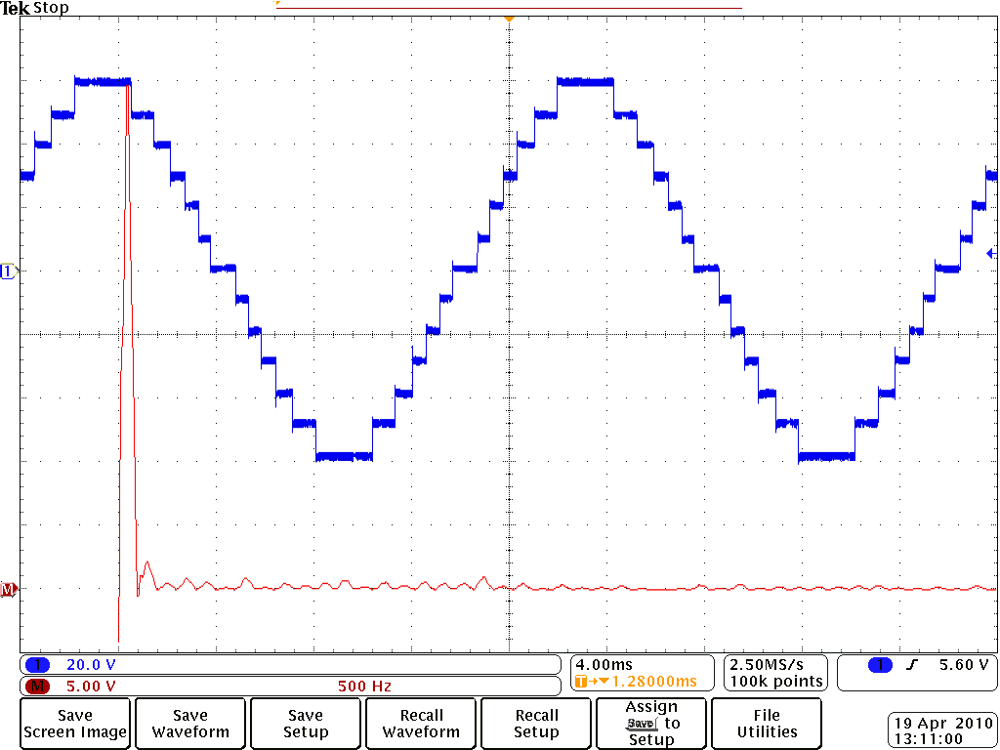 Tek Stop
1
M
1 20.0 V
M 5.00 V 500 Hz
4.00ms
T→▼1.28000ms
2.50MS/s
100k points
1 5.60 V
Save
Screen Image
Save
Waveform
Save
Setup
Recall
Waveform
Recall
Setup
Assign
Save to
Setup
File
Utilities
19 Apr 2010
13:11:00